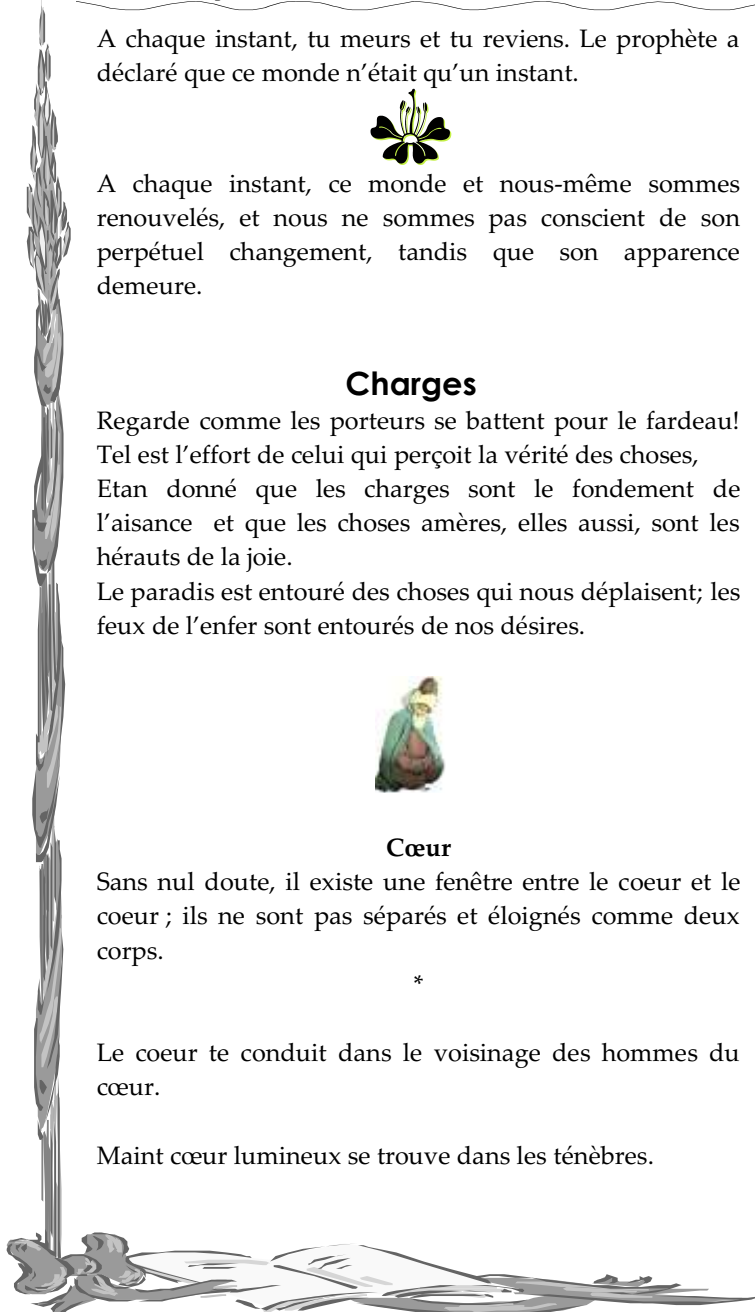 A chaque instant, tu meurs et tu reviens. Le prophète a
déclaré que ce monde n’était qu’un instant.
A chaque instant, ce monde et nous-même sommes
renouvelés, et nous ne sommes pas conscient de son
perpétuel changement, tandis que son apparence
demeure.
Charges
Regarde comme les porteurs se battent pour le fardeau!
Tel est l’effort de celui qui perçoit la vérité des choses,
Etan donné que les charges sont le fondement de
l’aisance et que les choses amères, elles aussi, sont les
hérauts de la joie.
Le paradis est entouré des choses qui nous déplaisent; les
feux de l’enfer sont entourés de nos désires.
Cœur
Sans nul doute, il existe une fenêtre entre le coeur et le
coeur ; ils ne sont pas séparés et éloignés comme deux
corps.
*
Le coeur te conduit dans le voisinage des hommes du
cœur.
Maint cœur lumineux se trouve dans les ténèbres.